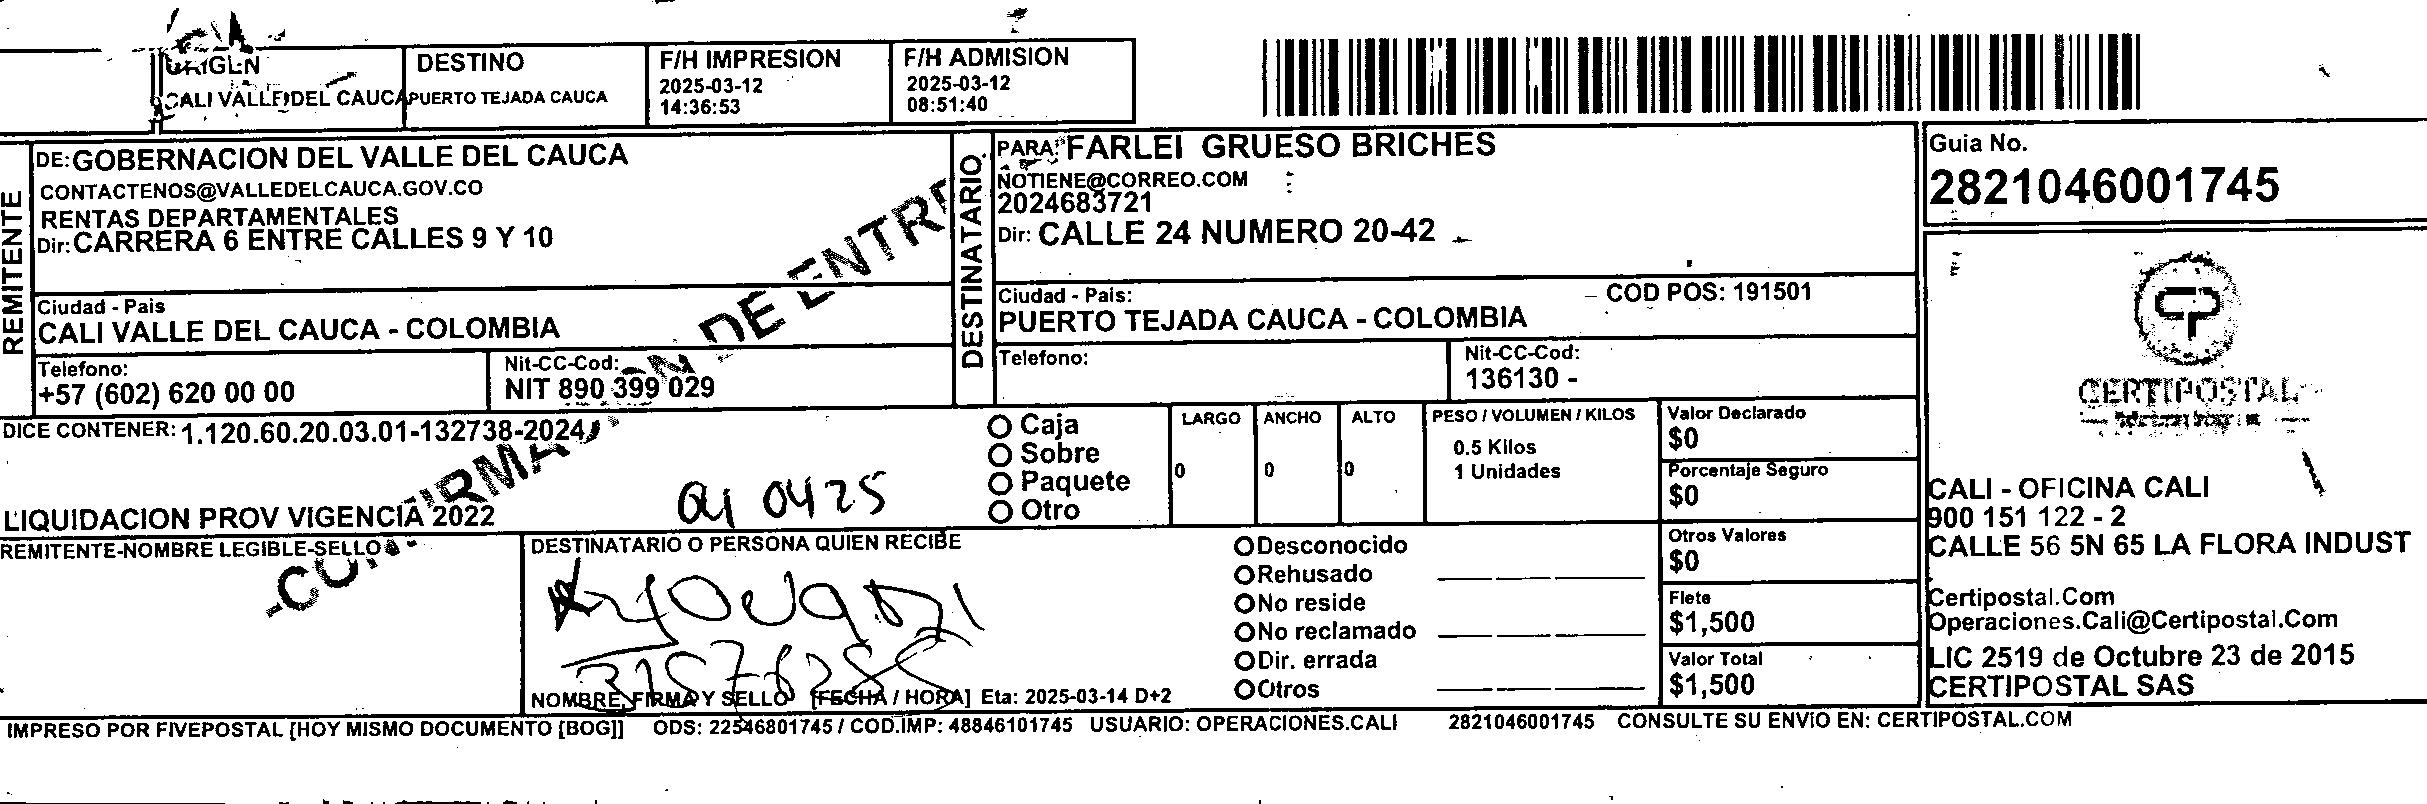 ORIGEN
CALI VALLE DEL CAUCA
DESTINO
PUERTO TEJADA CAUCA
F/H IMPRESION
2025-03-12
14:36:53
F/H ADMISION
2025-03-12
08:51:40
REMITENTE
DE: GOBERNACION DEL VALLE DEL CAUCA
CONTACTENOS@VALLEDELCAUCA.GOV.CO
RENTAS DEPARTAMENTALES
Dir: CARRERA 6 ENTRE CALLES 9 Y 10
Ciudad - Pais
CALI VALLE DEL CAUCA - COLOMBIA
Telefono:
+57 (602) 620 00 00
Nit-CC-Cod:
NIT 890 399 029
DESTINATARIO
PARA: FARLEI GRUESO BRICHES
NOTIENE@CORREO.COM
2024683721
Dir: CALLE 24 NUMERO 20-42
Ciudad - Pais:
COD POS: 191501
PUERTO TEJADA CAUCA - COLOMBIA
Telefono:
Nit-CC-Cod:
136130 -
Guia No.
2821046001745
CERTIPOSTAL
DICE CONTENER: 1.120.60.20.03.01-132738-2024
LIQUIDACION PROV VIGENCIA 2022
010425
Caja
Sobre
Paquete
Otro
LARGO
0
ANCHO
0
ALTO
0
PESO / VOLUMEN / KILOS
0.5 Kilos
1 Unidades
Valor Declarado
$0
Porcentaje Seguro
$0
Otros Valores
$0
Flete
$1,500
Valor Total
$1,500
REMITENTE-NOMBRE LEGIBLE-SELLO
DESTINATARIO O PERSONA QUIEN RECIBE
NOMBRE, FIRMA Y SELLO [FECHA / HORA] Eta: 2025-03-14 D+2
Desconocido
Rehusado
No reside
No reclamado
Dir. errada
Otros
CALI - OFICINA CALI
900 151 122 - 2
CALLE 56 5N 65 LA FLORA INDUST
Certipostal.Com
Operaciones.Cali@Certipostal.Com
LIC 2519 de Octubre 23 de 2015
CERTIPOSTAL SAS
IMPRESO POR FIVEPOSTAL [HOY MISMO DOCUMENTO [BOG]] ODS: 22546801745 / COD.IMP: 48846101745 USUARIO: OPERACIONES.CALI 2821046001745 CONSULTE SU ENVIO EN: CERTIPOSTAL.COM